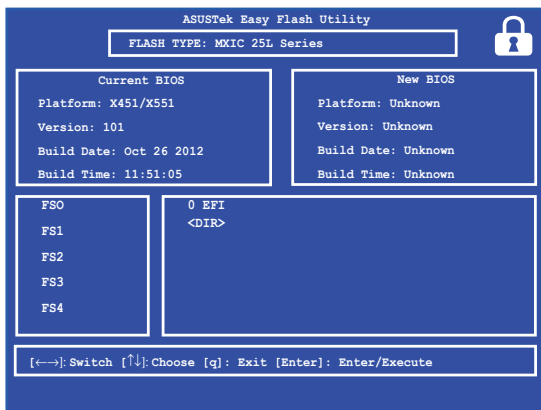 ASUSTek Easy Flash Utility
FLASH TYPE: MXIC 25L Series
Current BIOS
Platform: X451/X551
Version: 101
Build Date: Oct 26 2012
Build Time: 11:51:05
New BIOS
Platform: Unknown
Version: Unknown
Build Date: Unknown
Build Time: Unknown
FSO
FS1
FS2
FS3
FS4
0 EFI
<DIR>
[←→]: Switch [↑↓]: Choose [q]: Exit [Enter]: Enter/Execute